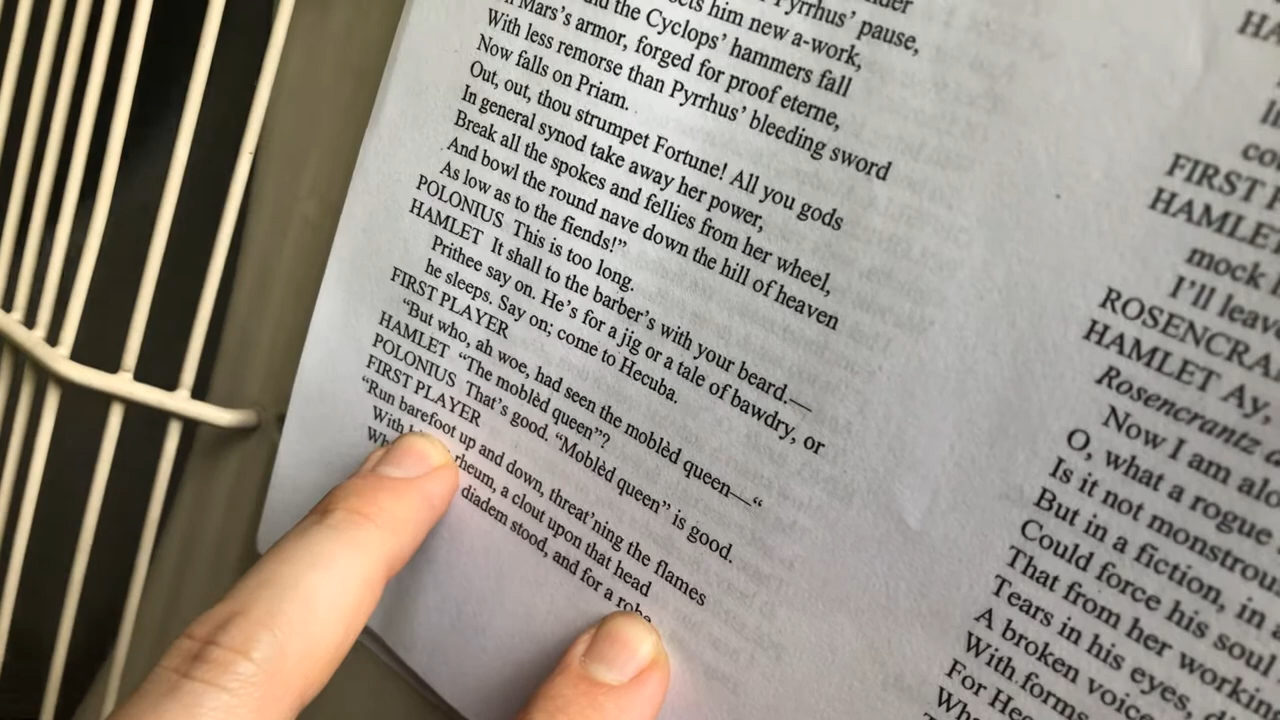 Pyrrhus’ pause,
him new a-work,
the Cyclops’ hammers fall
Mars’s armor, forged for proof eterne,
With less remorse than Pyrrhus’ bleeding sword
Now falls on Priam.
Out, out, thou strumpet Fortune! All you gods
In general synod take away her power,
Break all the spokes and fellies from her wheel,
And bowl the round nave down the hill of heaven
As low as to the fiends!”
POLONIUS This is too long.
HAMLET It shall to the barber’s with your beard.—
Prithee say on. He’s for a jig or a tale of bawdry, or
he sleeps. Say on; come to Hecuba.
FIRST PLAYER
“But who, ah woe, had seen the moblèd queen—“
HAMLET “The moblèd queen”?
POLONIUS That’s good. “Moblèd queen” is good.
FIRST PLAYER
“Run barefoot up and down, threat’ning the flames
With rheum, a clout upon that head
diadem stood, and for a robe
FIRST
HAMLET
mock
I’ll
ROSENCRA
HAMLET Ay,
Rosencrantz
Now I am
O, what a rogue
Is it not
But in a fiction, in
Could force his soul
That from her working
Tears in his eyes,
A broken voice
With forms
For